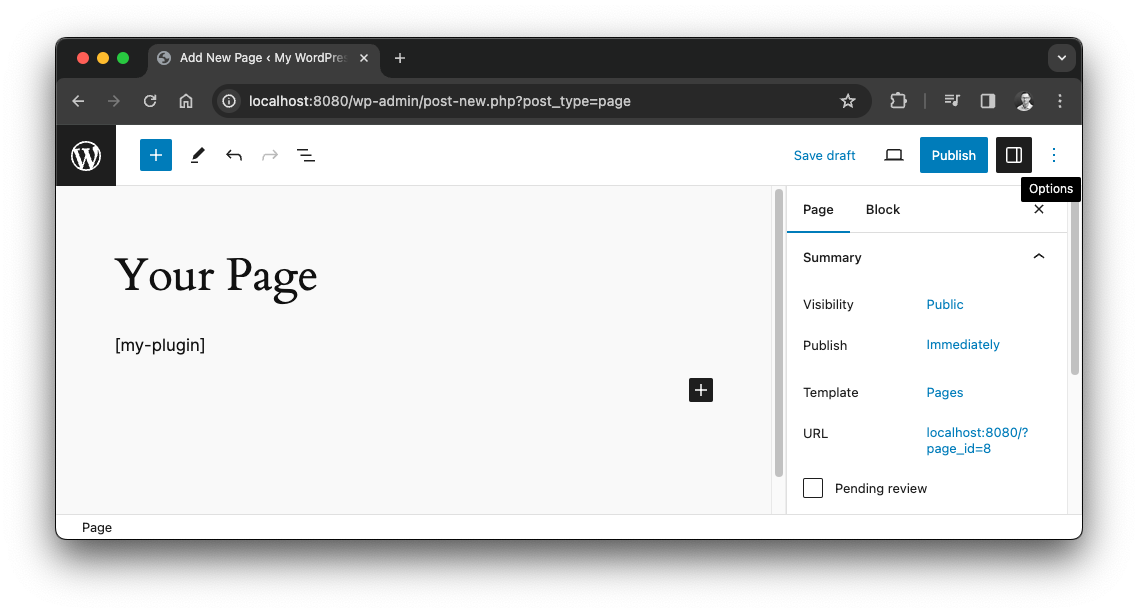 Add New Page ‹ My WordPre
localhost:8080/wp-admin/post-new.php?post_type=page
Save draft
Publish
Options
Page
Block
Your Page
Summary
[my-plugin]
Visibility
Public
Publish
Immediately
Template
Pages
URL
localhost:8080/?
page_id=8
Pending review
Page